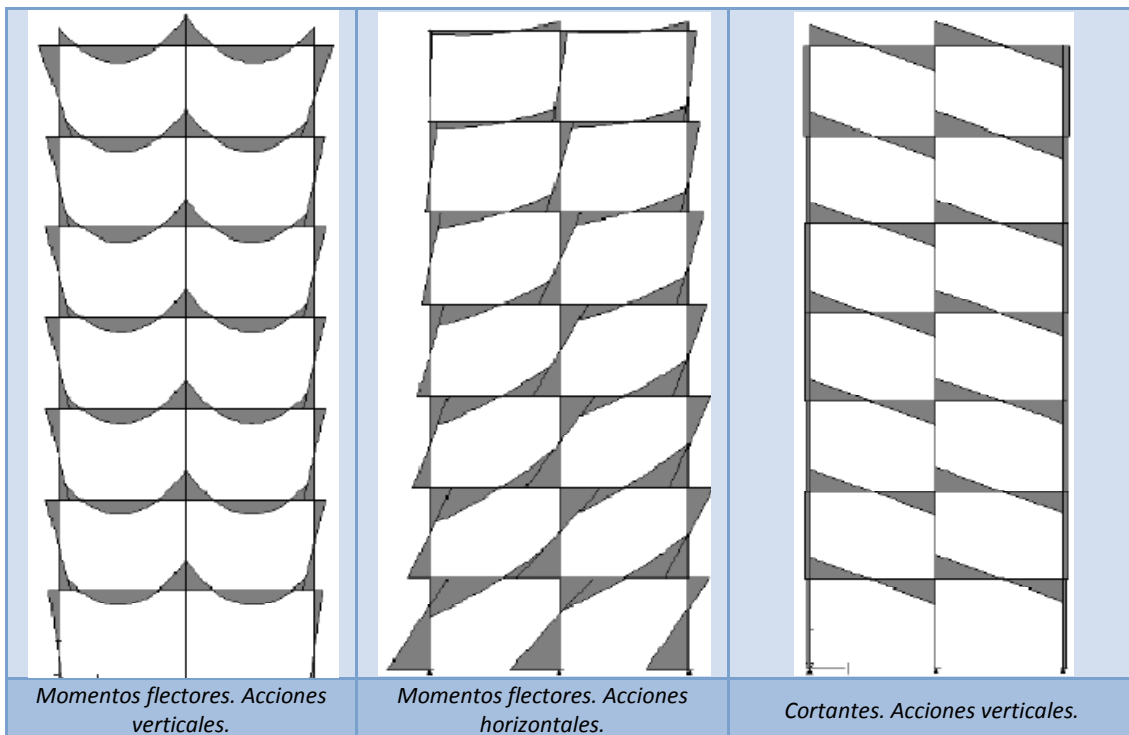 Momentos flectores. Acciones
verticales.
Momentos flectores. Acciones
horizontales.
Cortantes. Acciones verticales.